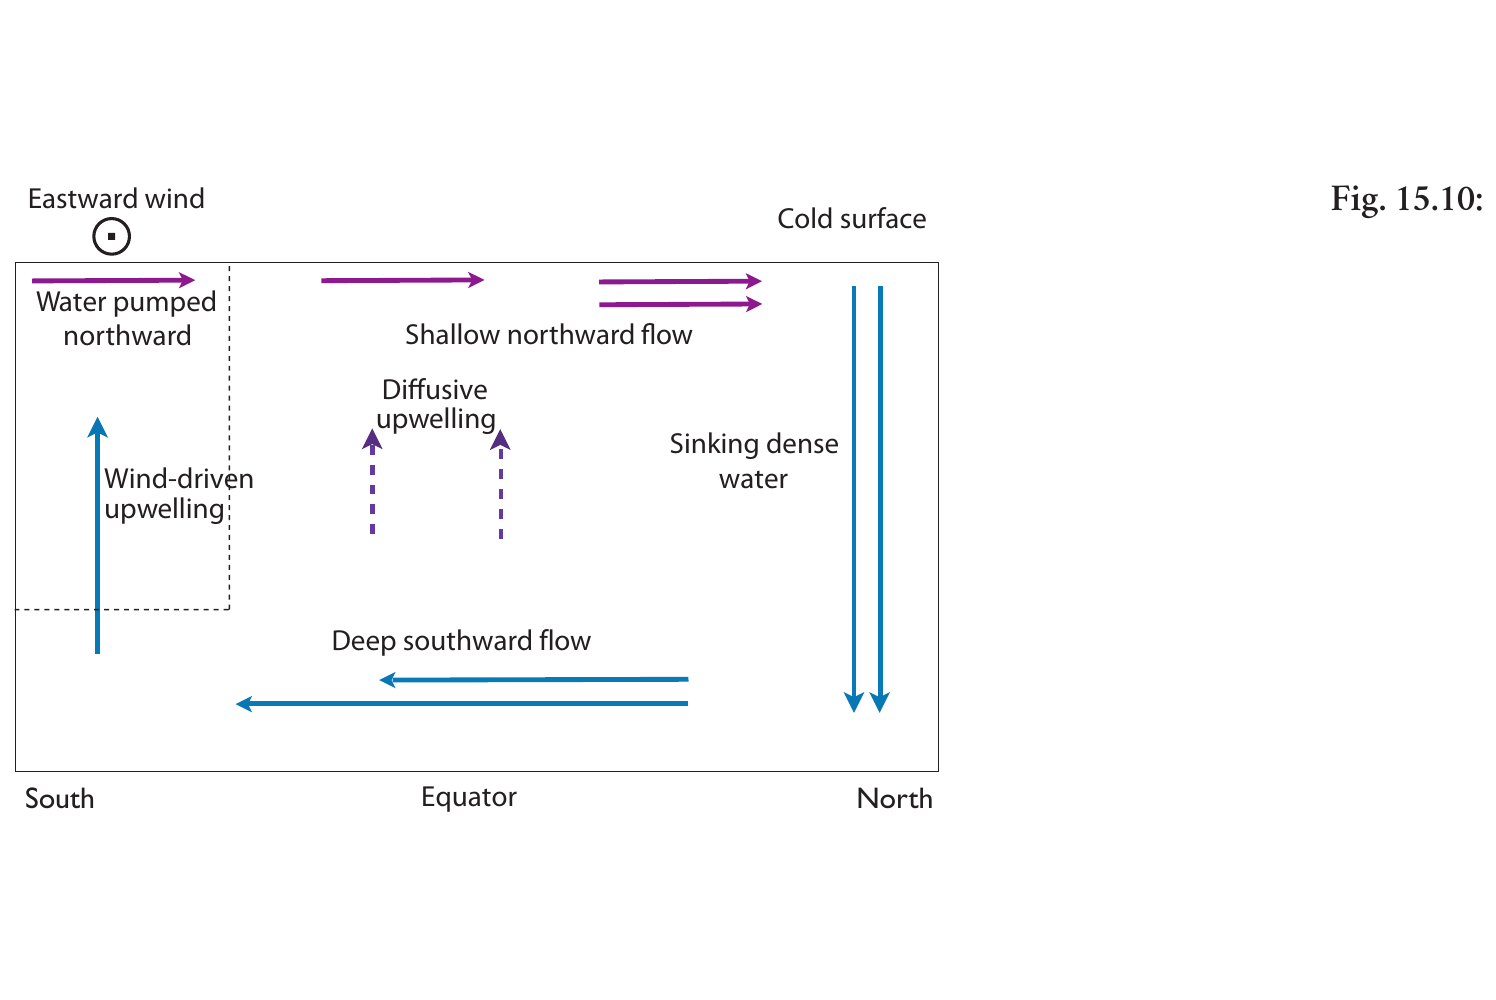 Eastward wind
Fig. 15.10:
Cold surface
Water pumped
northward
Shallow northward flow
Diffusive
upwelling
Sinking dense
water
Wind-driven
upwelling
Deep southward flow
South
Equator
North